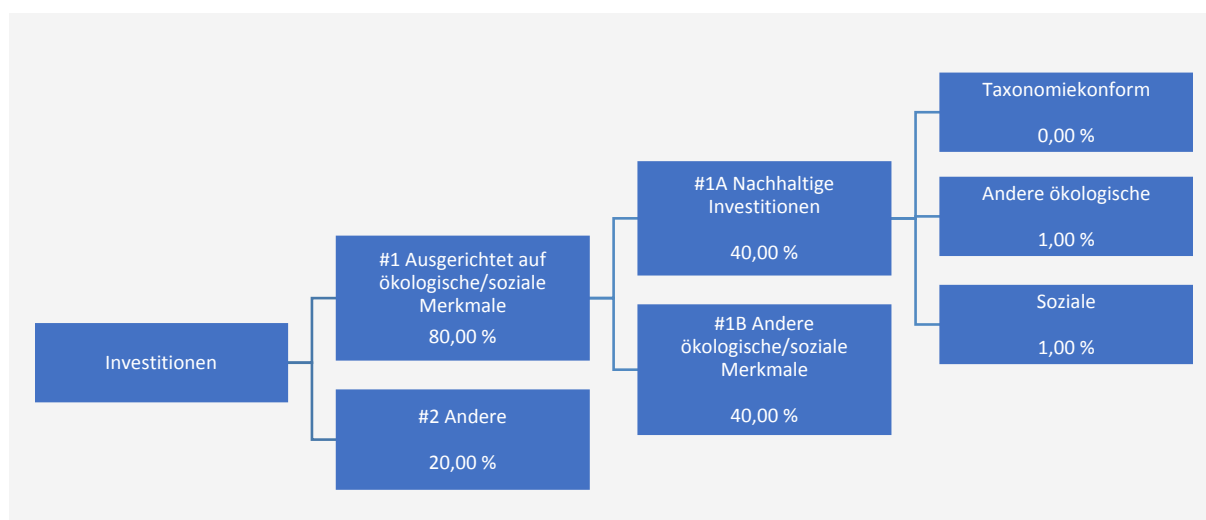 Investitionen
#1 Ausgerichtet auf
ökologische/soziale
Merkmale
80,00 %
#2 Andere
20,00 %
#1A Nachhaltige
Investitionen
40,00 %
#1B Andere
ökologische/soziale
Merkmale
40,00 %
Taxonomiekonform
0,00 %
Andere ökologische
1,00 %
Soziale
1,00 %